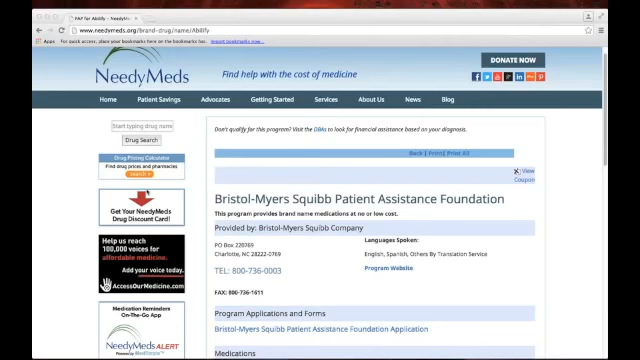 PAP for Abilify – NeedyMeds
www.needymeds.org/brand-drug/name/Abilify
Apps For quick access, place your bookmarks here on the bookmarks bar. Import bookmarks now...
NeedyMeds
Find help with the cost of medicine
DONATE NOW
Home Patient Savings Advocates Getting Started Services About Us News Blog
Start typing drug name
Drug Search
Drug Pricing Calculator
Find drug prices and pharmacies
search
Get Your NeedyMeds
Drug Discount Card!
Help us reach
100,000 voices for
affordable medicine.
Add your voice today.
AccessOurMedicine.com
Medication Reminders
On-The-Go App
NeedyMeds ALERT
Powered by
Don't qualify for this program? Visit the DBAs to look for financial assistance based on your diagnosis.
Back | Print | Print All
View
Coupon
Bristol-Myers Squibb Patient Assistance Foundation
This program provides brand name medications at no or low cost.
Provided by: Bristol-Myers Squibb Company
PO Box 220769
Charlotte, NC 28222-0769
Languages Spoken:
English, Spanish, Others By Translation Service
TEL: 800-736-0003
Program Website
FAX: 800-736-1611
Program Applications and Forms
Bristol-Myers Squibb Patient Assistance Foundation Application
Medications